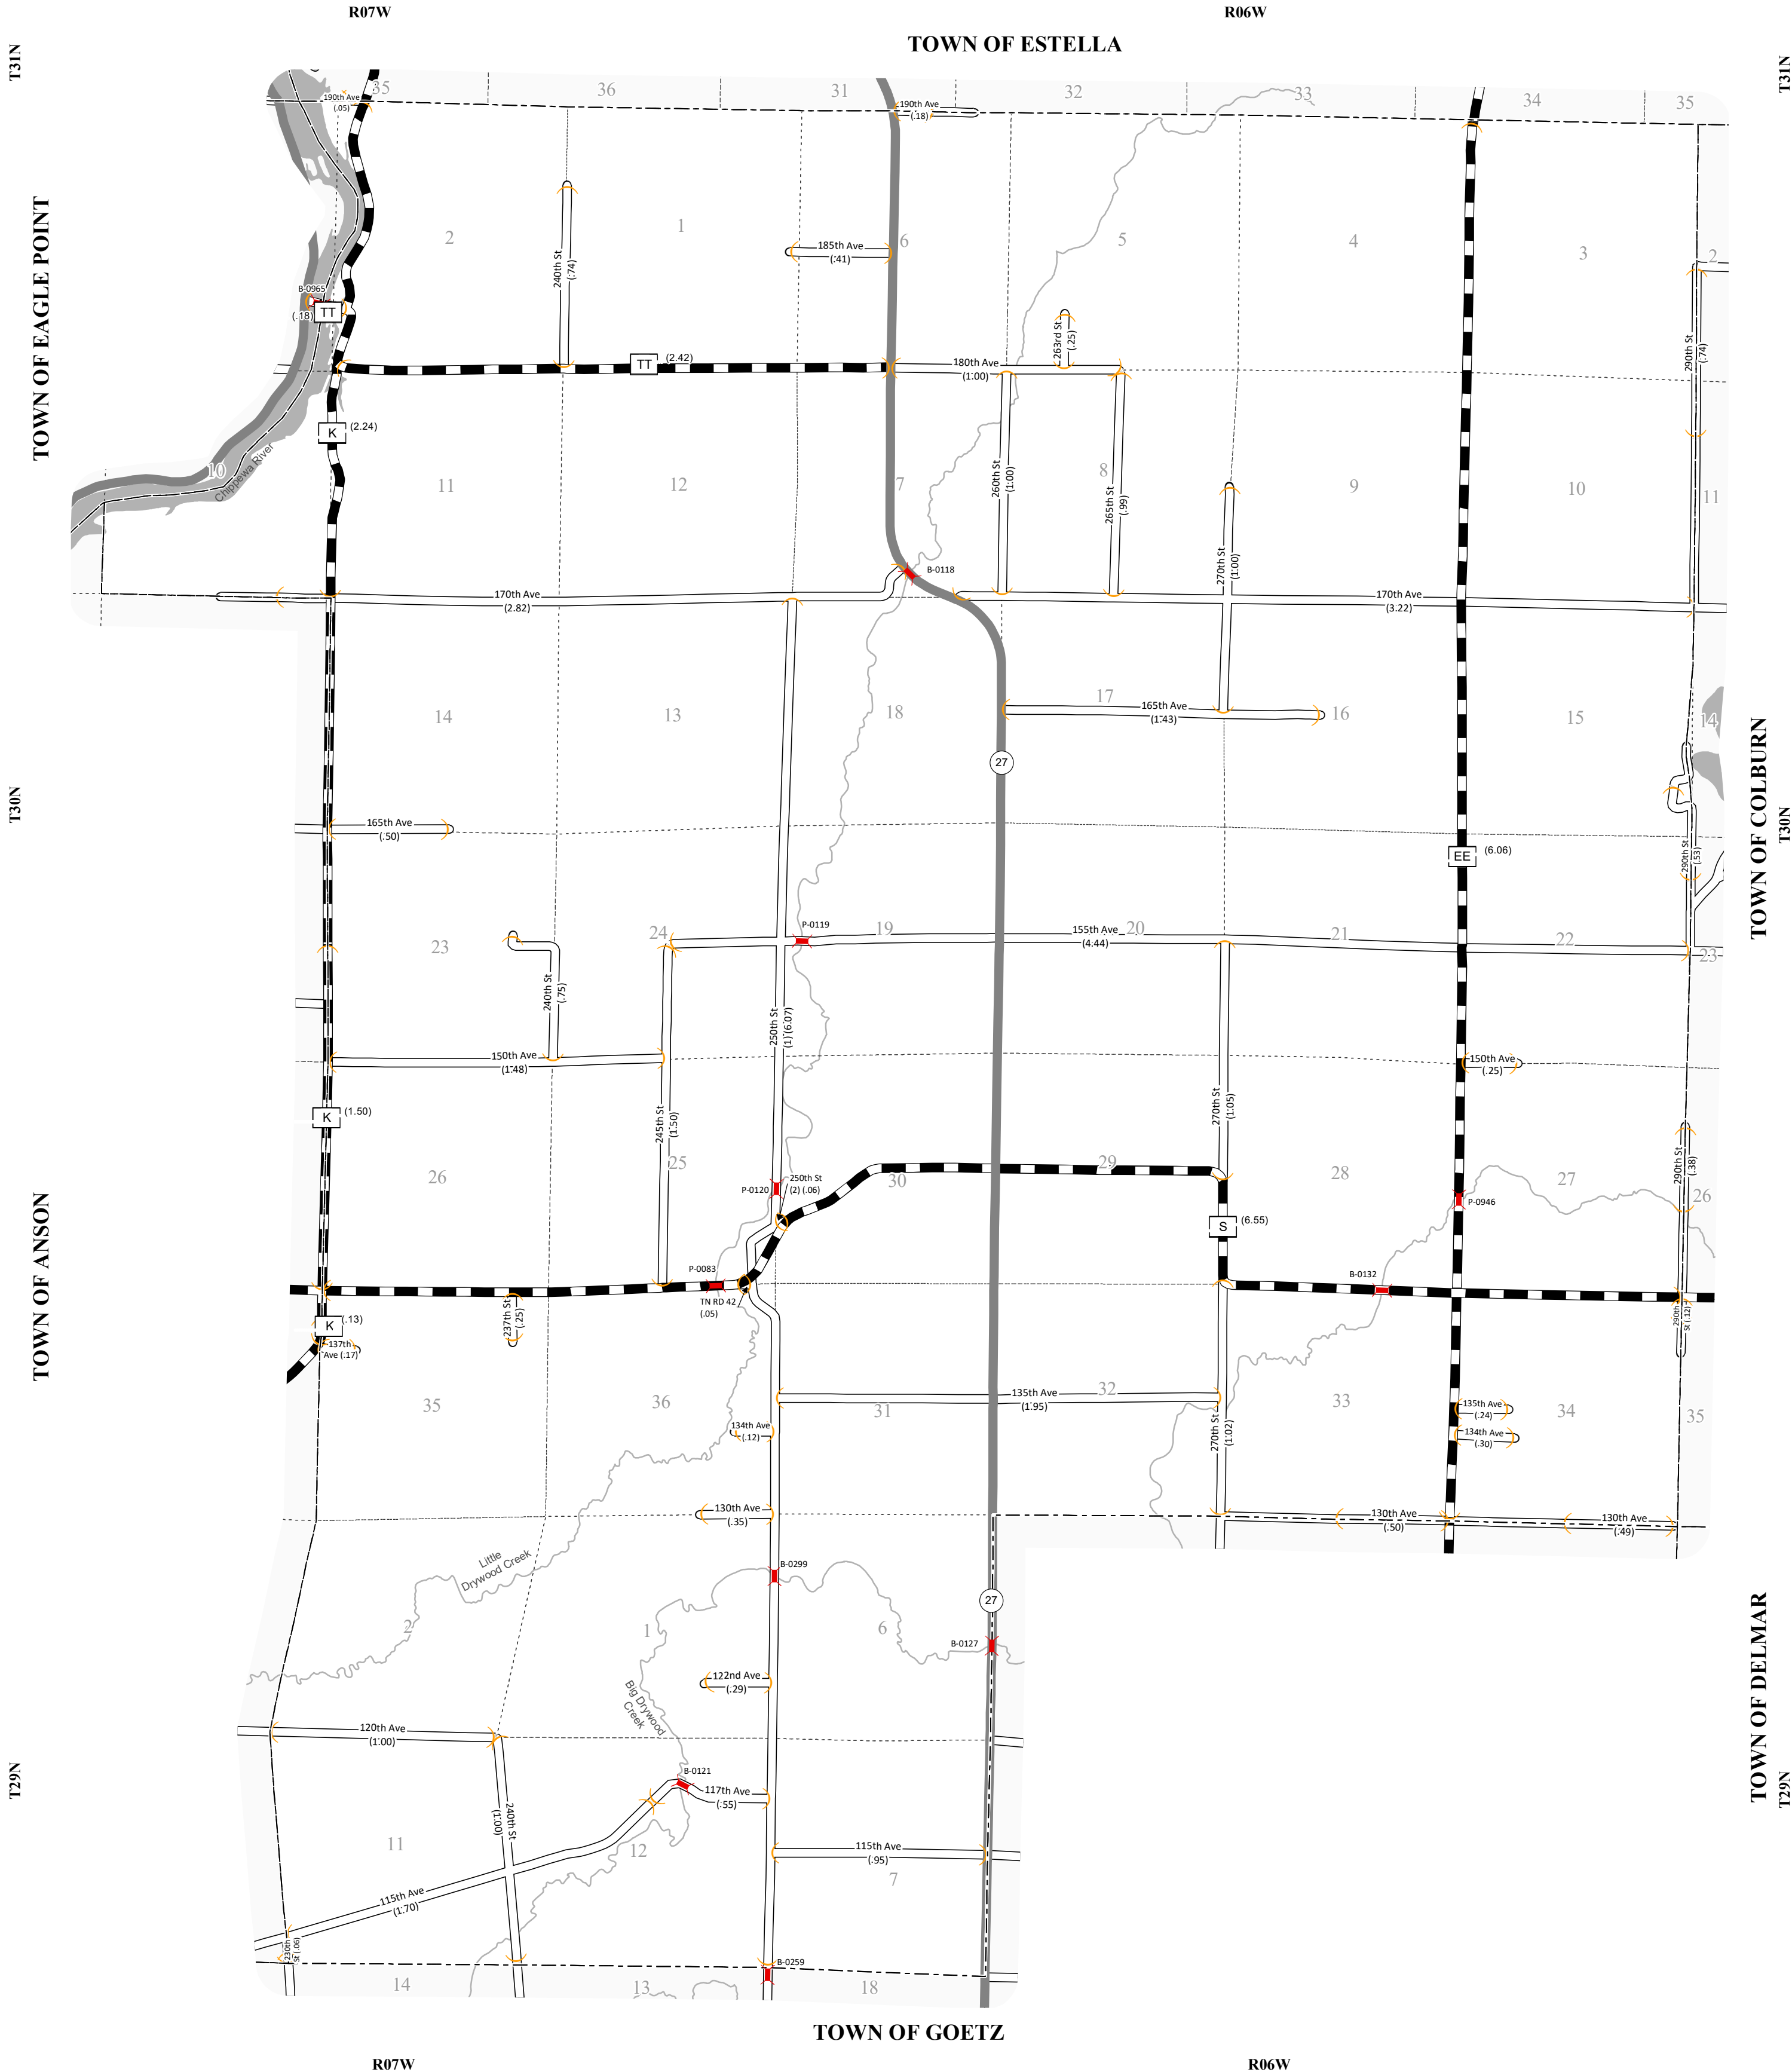 R07W
R06W
TOWN OF ESTELLA
T31N
T31N
35
36
31
32
33
34
35
190th Ave
(.05)
190th Ave
(.18)
TOWN OF EAGLE POINT
2
1
6
5
4
3
2
185th Ave
(.41)
240th St
(.74)
B-0965
(.18)
TT
263rd St
(.25)
290th St
(.74)
TT
(2.42)
180th Ave
(1.00)
K
(2.24)
10
Chippewa River
11
12
7
8
9
10
11
260th St
(1.00)
265th St
(.99)
270th St
(1.00)
B-0118
170th Ave
(2.82)
170th Ave
(3.22)
14
13
18
17
16
15
14
165th Ave
(1.43)
27
TOWN OF COLBURN
T30N
T30N
165th Ave
(.50)
EE
(6.06)
290th St
(.53)
P-0119
23
24
19
20
21
22
23
155th Ave
(4.44)
240th St
(.75)
250th St
(1) (6.07)
150th Ave
(1.48)
150th Ave
(.25)
K
(1.50)
245th St
(1.50)
270th St
(1.05)
26
25
30
29
28
27
26
290th St
(.38)
P-0120
250th St
(2) (.06)
P-0946
S
(6.55)
TOWN OF ANSON
P-0083
B-0132
TN RD 42
(.05)
237th St
(.25)
290th
St (.12)
K
(.13)
137th
Ave (.17)
35
36
31
32
33
34
35
135th Ave
(1.95)
135th Ave
(.24)
134th Ave
(.12)
134th Ave
(.30)
270th St
(1.02)
130th Ave
(.35)
130th Ave
(.50)
130th Ave
(.49)
Little
Drywood Creek
B-0299
27
2
1
6
B-0127
122nd Ave
(.29)
Big Drywood
Creek
TOWN OF DELMAR
120th Ave
(1.00)
B-0121
117th Ave
(.55)
T29N
T29N
240th St
(1.00)
11
12
7
115th Ave
(.95)
115th Ave
(1.70)
230th
St (.06)
B-0259
14
13
18
TOWN OF GOETZ
R07W
R06W